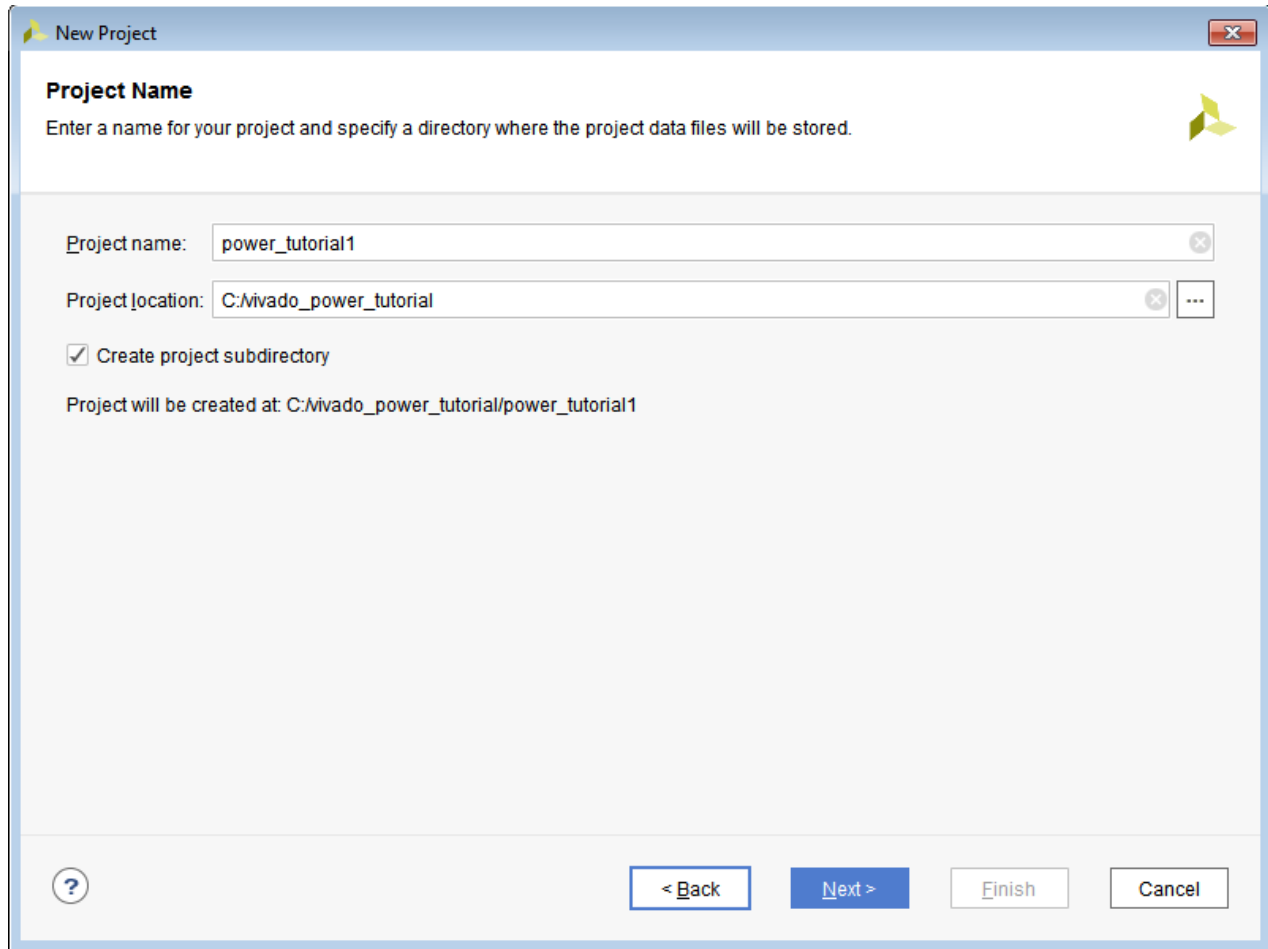 New Project
Project Name
Enter a name for your project and specify a directory where the project data files will be stored.
Project name: power_tutorial1
Project location: C:/vivado_power_tutorial ...
Create project subdirectory
Project will be created at: C:/vivado_power_tutorial/power_tutorial1
? < Back Next > Finish Cancel